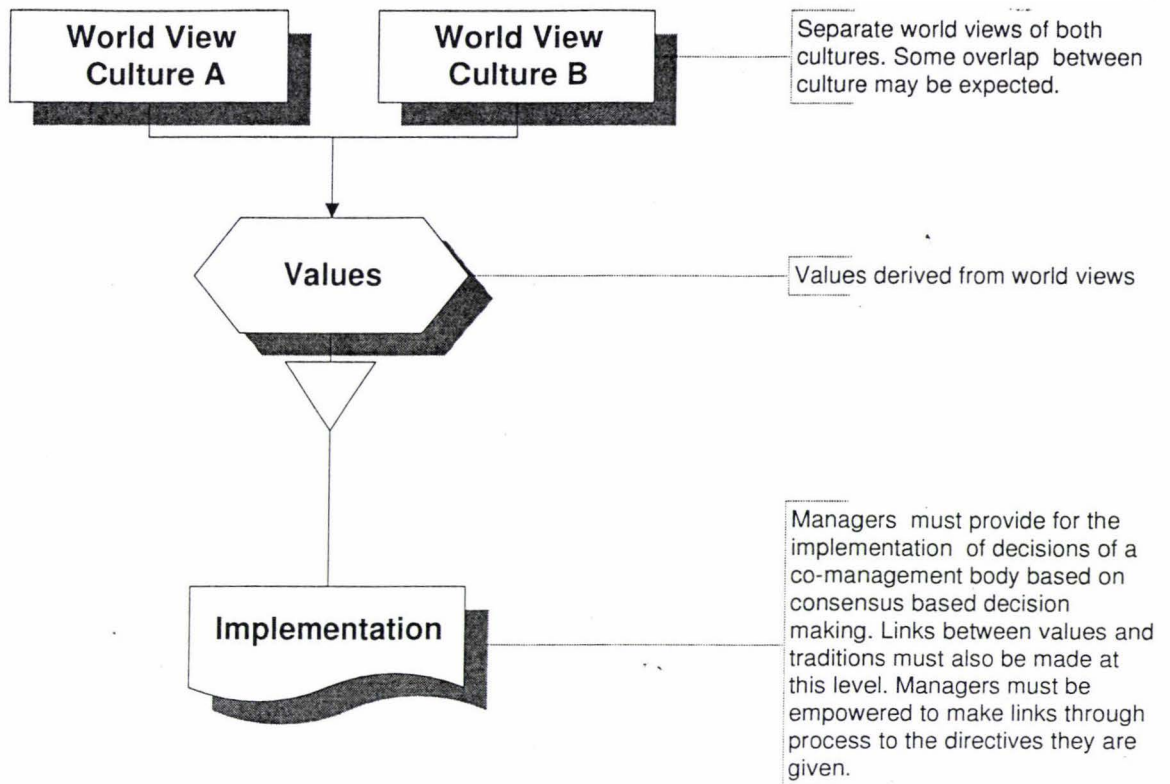 World View
Culture A
World View
Culture B
Separate world views of both
cultures. Some overlap between
culture may be expected.
Values
Values derived from world views
Implementation
Managers must provide for the
implementation of decisions of a
co-management body based on
consensus based decision
making. Links between values and
traditions must also be made at
this level. Managers must be
empowered to make links through
process to the directives they are
given.